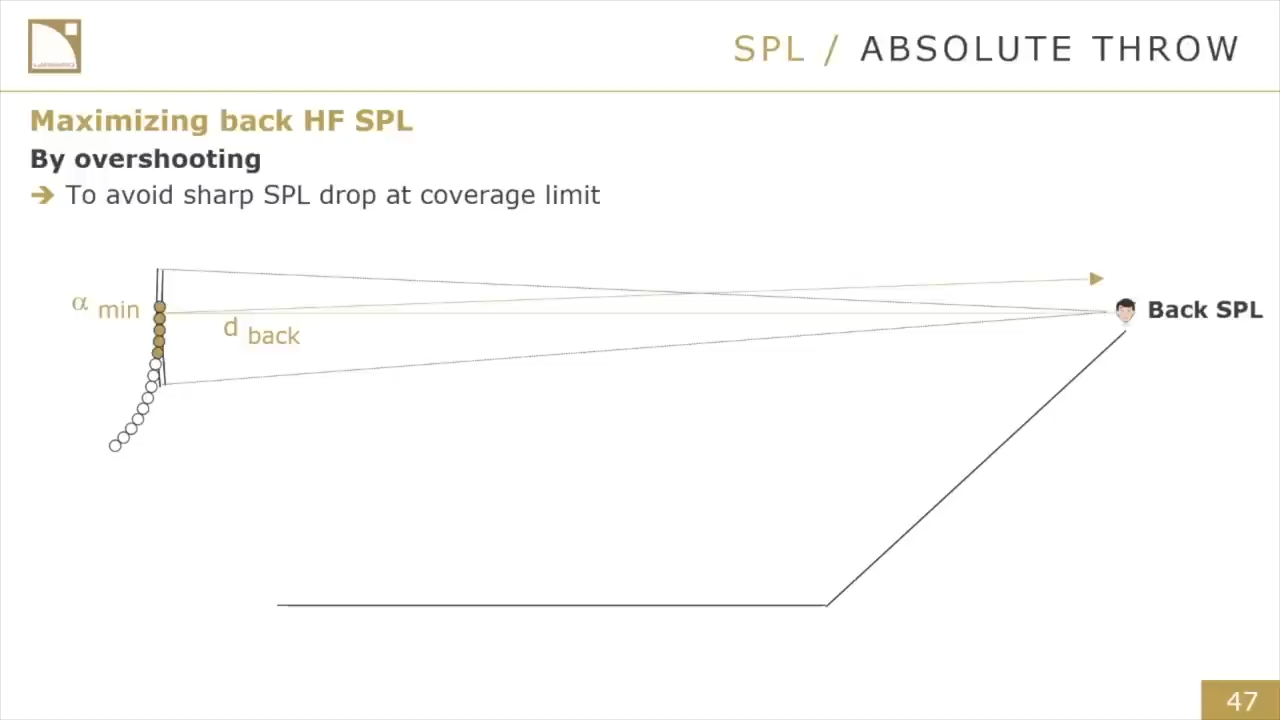 SPL / ABSOLUTE THROW
Maximizing back HF SPL
By overshooting
➔ To avoid sharp SPL drop at coverage limit
α min
d back
Back SPL
47